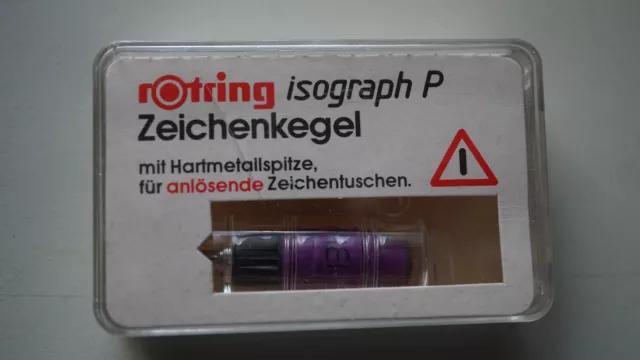 rotring isograph P
Zeichenkegel
mit Hartmetallspitze,
für anlösende Zeichentuschen.